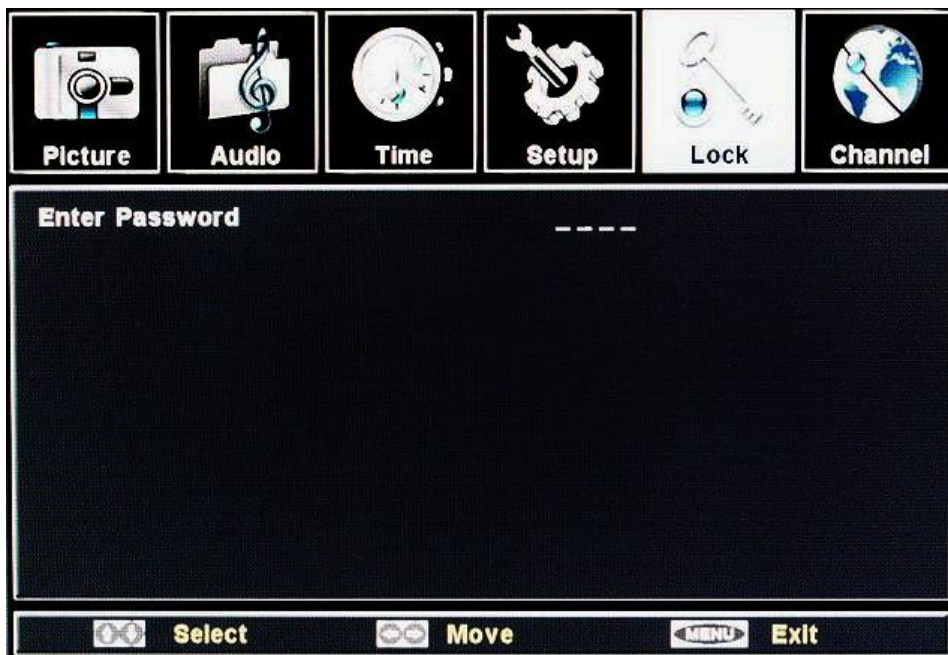 Picture Audio Time Setup Lock Channel
Enter Password _ _ _ _
Select Move MENU Exit